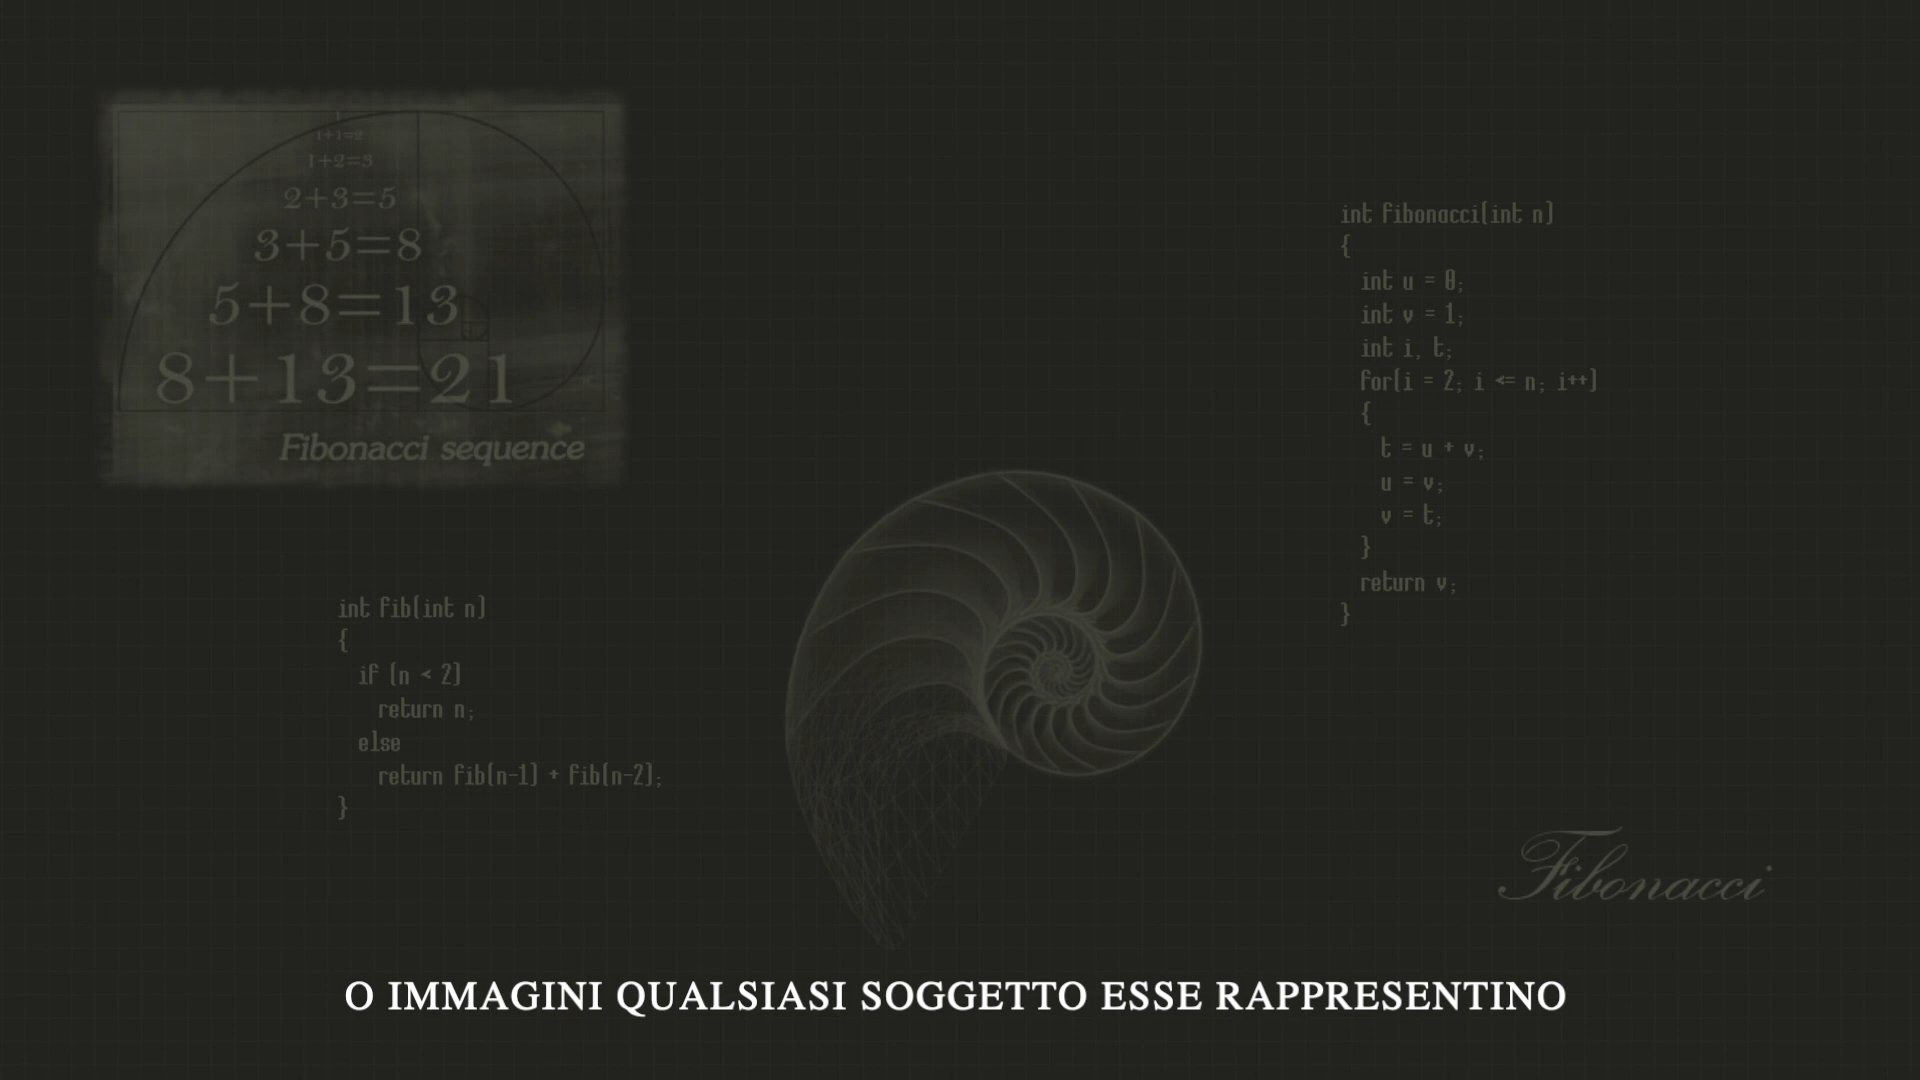 1
1+1=2
1+2=3
2+3=5
3+5=8
5+8=13
8+13=21
Fibonacci sequence
int fib(int n)
{
if (n < 2)
return n;
else
return fib(n-1) + fib(n-2);
}
int fibonacci(int n)
{
int u = 0;
int v = 1;
int i, t;
for(i = 2; i <= n; i++)
{
t = u + v;
u = v;
v = t;
}
return v;
}
Fibonacci
O IMMAGINI QUALSIASI SOGGETTO ESSE RAPPRESENTINO